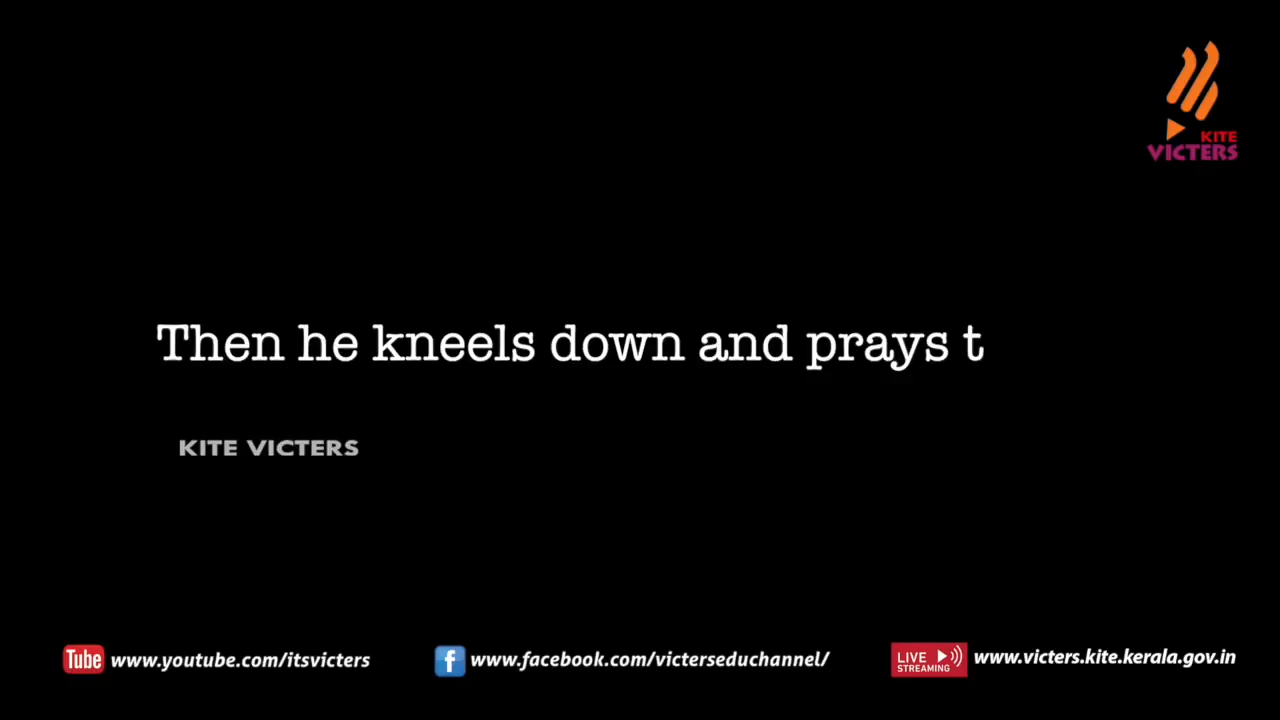 KITE
VICTERS
Then he kneels down and prays t
KITE VICTERS
Tube www.youtube.com/itsvicters
f www.facebook.com/victerseduchannel/
LIVE STREAMING www.victers.kite.kerala.gov.in